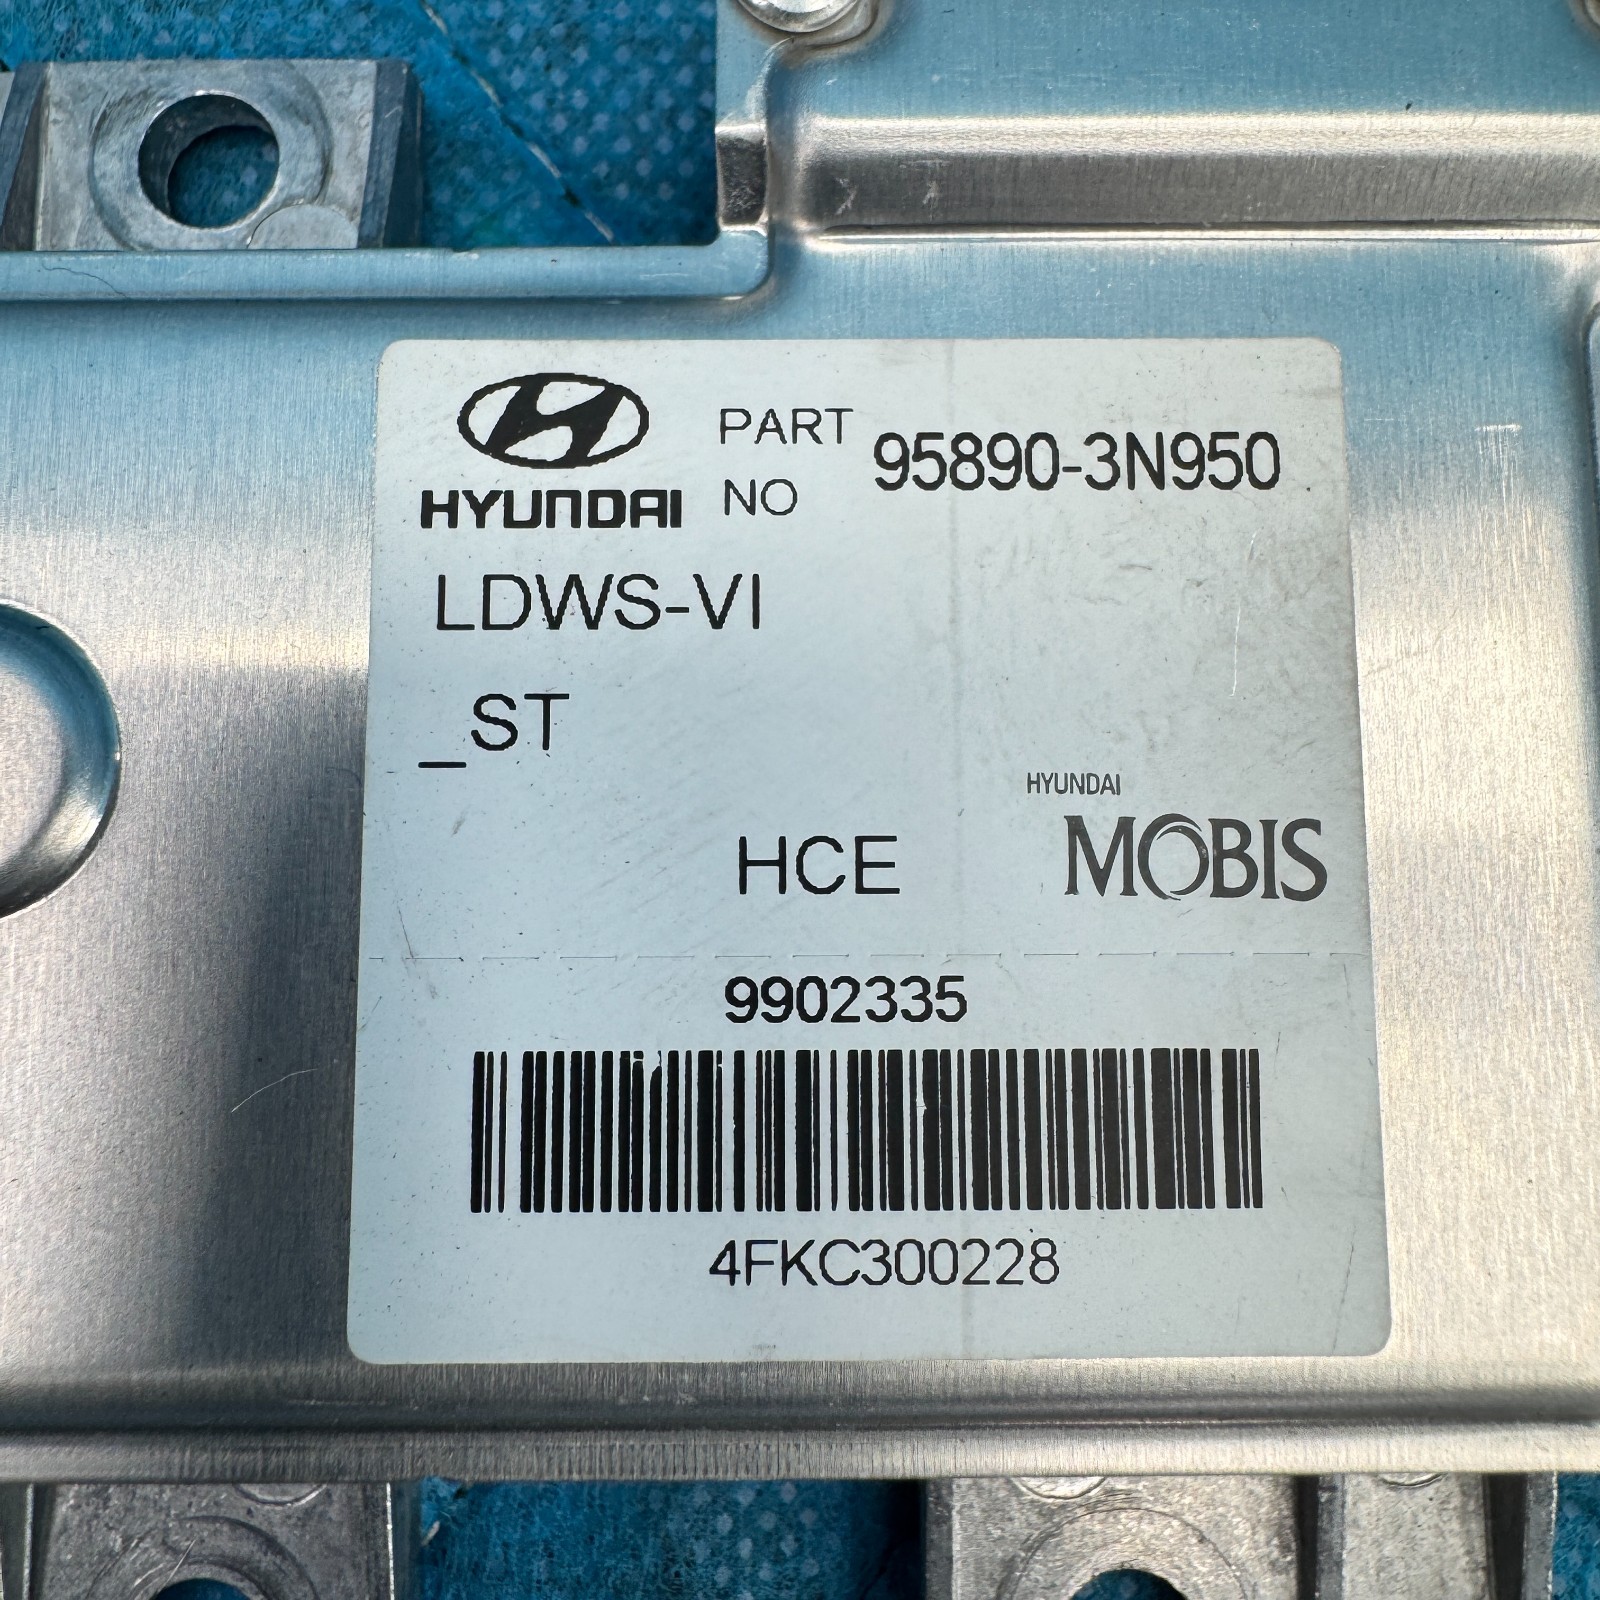 HYUNDAI
PART NO
95890-3N950
LDWS-VI
_ST
HCE
HYUNDAI
MOBIS
9902335
4FKC300228